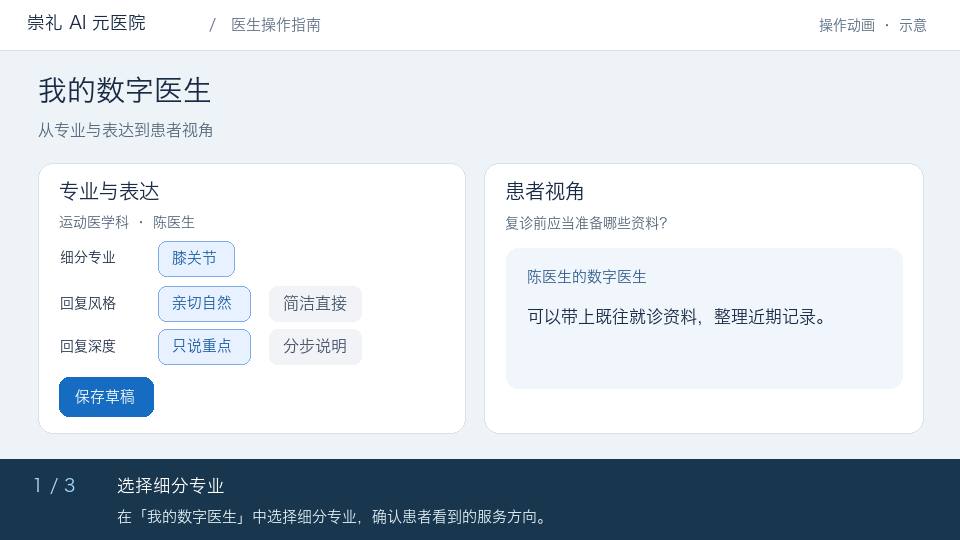 崇礼 AI 元医院 / 医生操作指南 操作动画 · 示意
我的数字医生
从专业与表达到患者视角
专业与表达
运动医学科 · 陈医生
细分专业 膝关节
回复风格 亲切自然 简洁直接
回复深度 只说重点 分步说明
保存草稿
患者视角
复诊前应当准备哪些资料?
陈医生的数字医生
可以带上既往就诊资料，整理近期记录。
1 / 3 选择细分专业
在「我的数字医生」中选择细分专业，确认患者看到的服务方向。